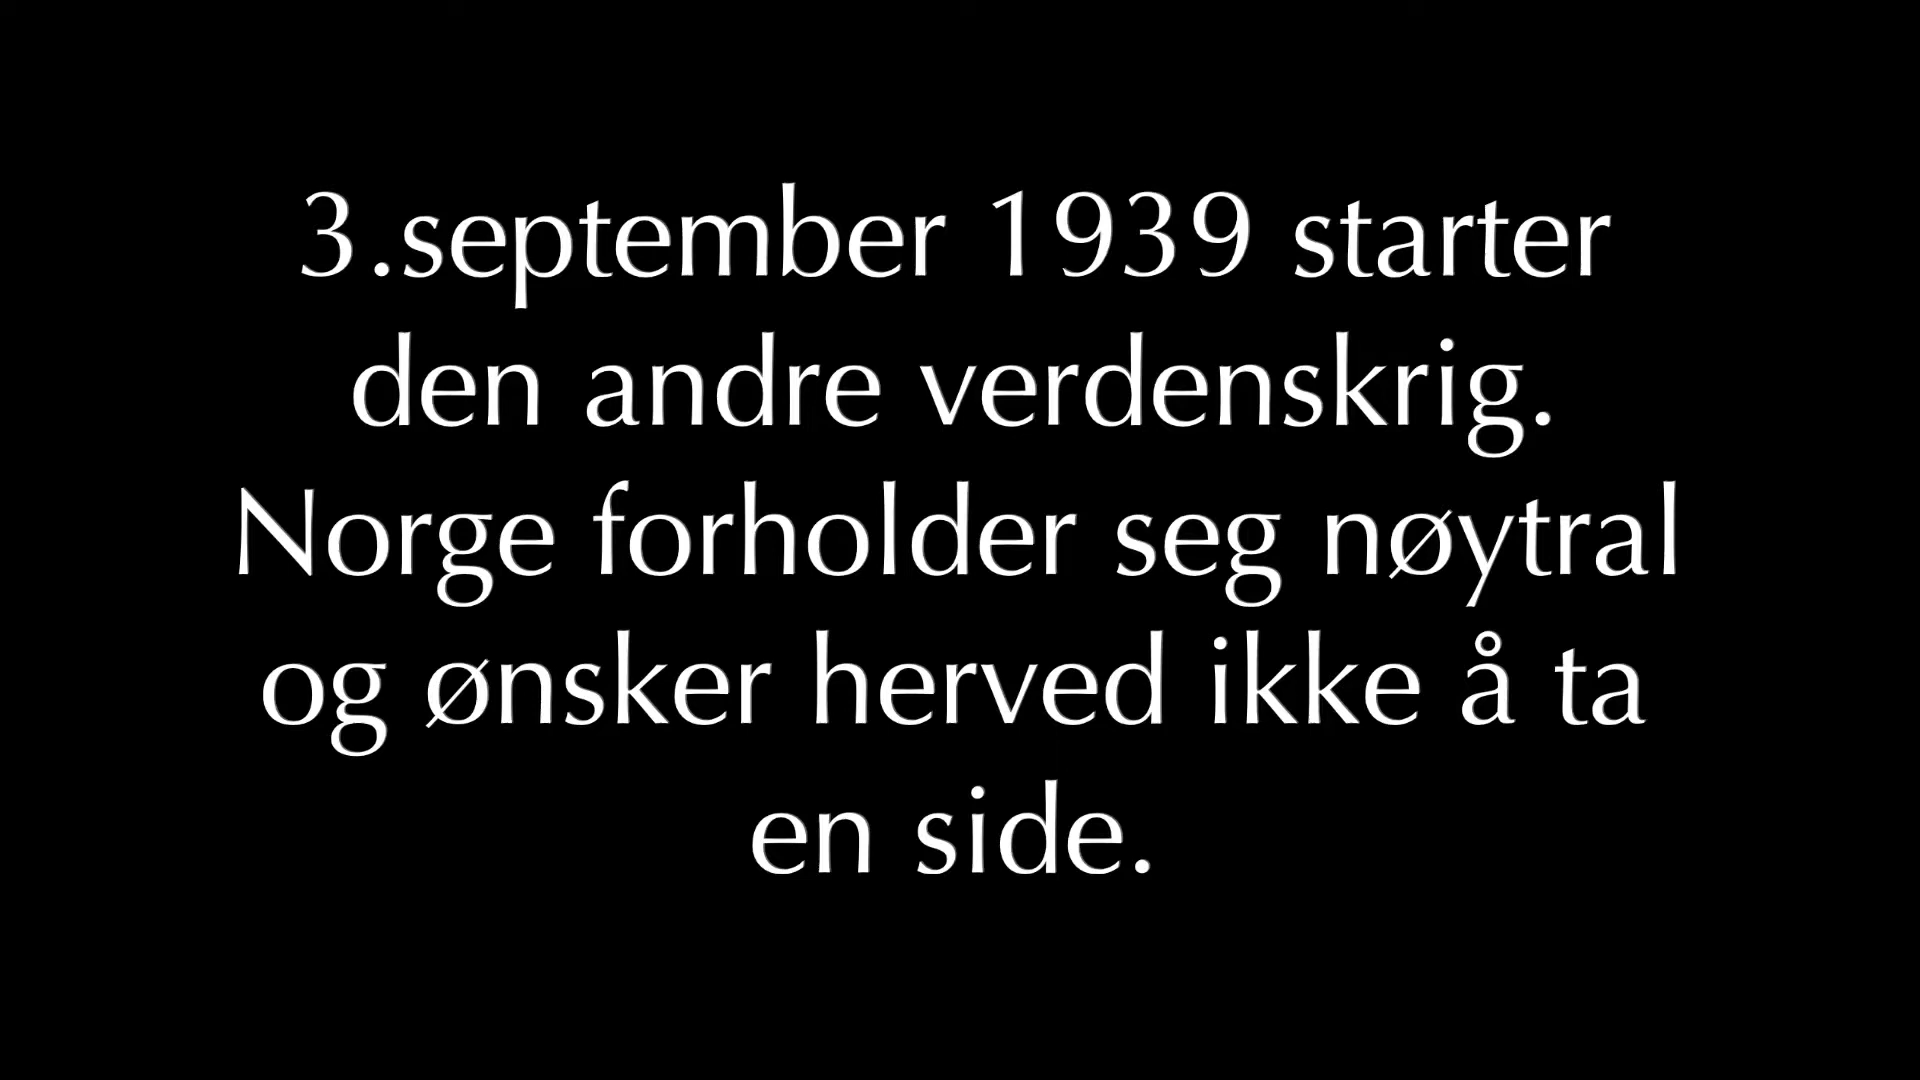 3.september 1939 starter
den andre verdenskrig.
Norge forholder seg nøytral
og ønsker herved ikke å ta
en side.